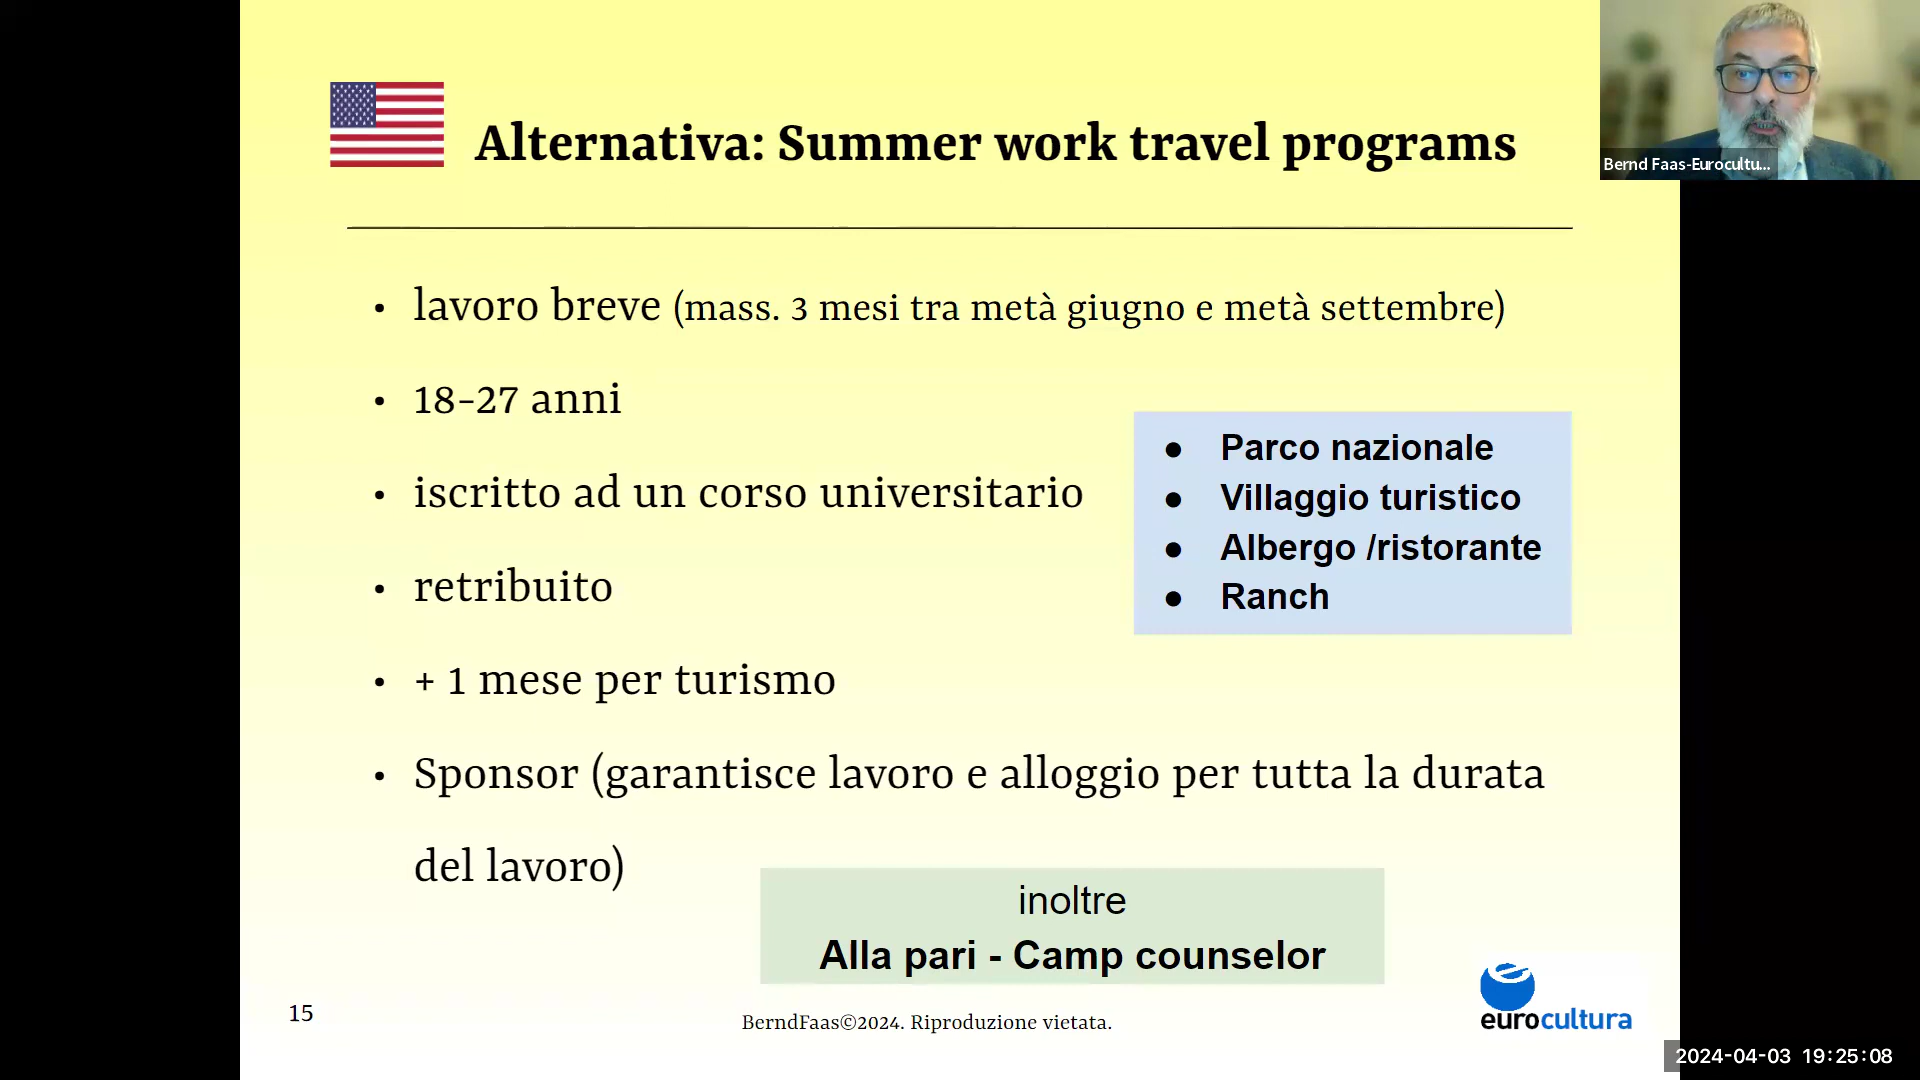 Alternativa: Summer work travel programs
Bernd Faas-Eurocultu...
• lavoro breve (mass. 3 mesi tra metà giugno e metà settembre)
• 18-27 anni
• iscritto ad un corso universitario
• retribuito
• + 1 mese per turismo
• Sponsor (garantisce lavoro e alloggio per tutta la durata
del lavoro)
● Parco nazionale
● Villaggio turistico
● Albergo /ristorante
● Ranch
inoltre
Alla pari - Camp counselor
15
BerndFaas©2024. Riproduzione vietata.
eurocultura
2024-04-03 19:25:08